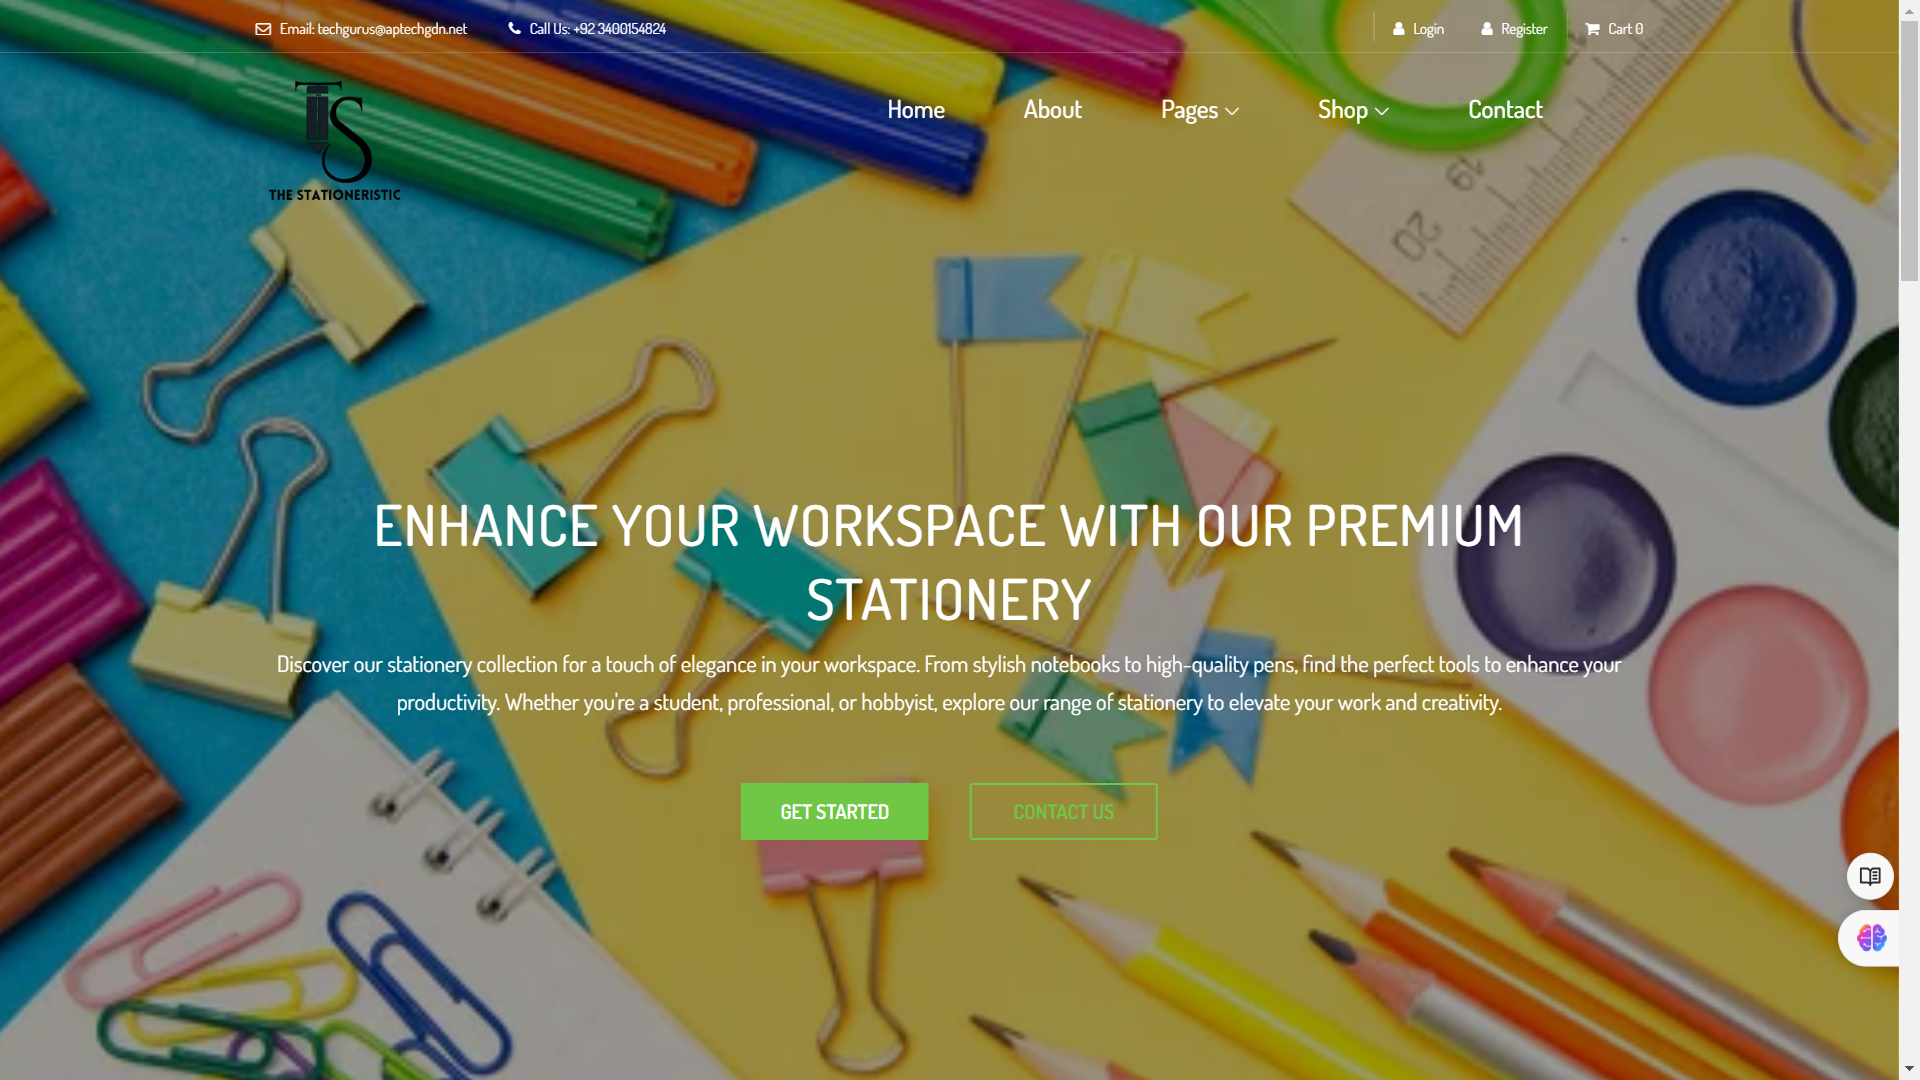 Email: techgurus@aptechgdn.net
Call Us: +92 3400154824
Login
Register
Cart 0
TS
THE STATIONERISTIC
Home
About
Pages
Shop
Contact
19
20
ENHANCE YOUR WORKSPACE WITH OUR PREMIUM
STATIONERY
Discover our stationery collection for a touch of elegance in your workspace. From stylish notebooks to high-quality pens, find the perfect tools to enhance your
productivity. Whether you're a student, professional, or hobbyist, explore our range of stationery to elevate your work and creativity.
GET STARTED
CONTACT US